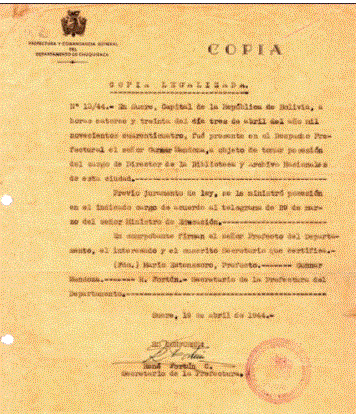 PREFECTURA Y COMANDANCIA GENERAL
DEL
DEPARTAMENTO DE CHUQUISACA
COPIA
COPIA LEGALIZADA.
Nº 13/44.- En Sucre, Capital de la República de Bolivia, a
horas catorce y treinta del día tres de abril del año mil
novecientos cuarenticuatro, fué presente en el Despacho Pre-
fectural el señor Gunnar Mendoza, a objeto de tomar posesión
del cargo de Director de la Biblioteca y Archivo Nacionales
de esta ciudad.
Previo juramento de ley, se le ministró posesión
en el indicado cargo de acuerdo al telegrama de 29 de mar-
zo del señor Ministro de Educación.
En comprobante firman el señor Prefecto del Departa-
mento, el interesado y el suscrito Secretario que certifica.-
(Fdo.) Mario Estenssoro, Prefecto.------ Gunnar
Mendoza.------ R. Fortún.- Secretario de la Prefectura del
Departamento.
Sucre, 19 de abril de 1944.-
René Fortún C.
Secretario de la Prefectura.